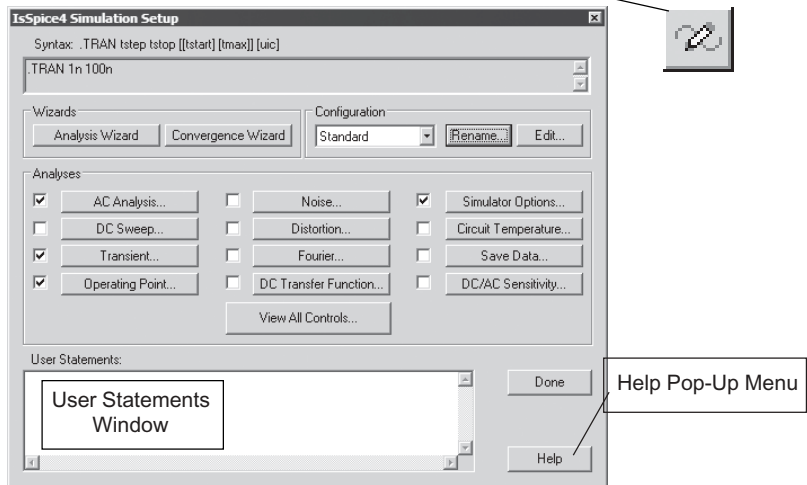 IsSpice4 Simulation Setup
Syntax: .TRAN tstep tstop [[tstart] [tmax]] [uic]
.TRAN 1n 100n
Wizards
Analysis Wizard
Convergence Wizard
Configuration
Standard
Rename...
Edit...
Analyses
AC Analysis...
Noise...
Simulator Options...
DC Sweep...
Distortion...
Circuit Temperature...
Transient...
Fourier...
Save Data...
Operating Point...
DC Transfer Function...
DC/AC Sensitivity...
View All Controls...
User Statements:
User Statements
Window
Done
Help Pop-Up Menu
Help